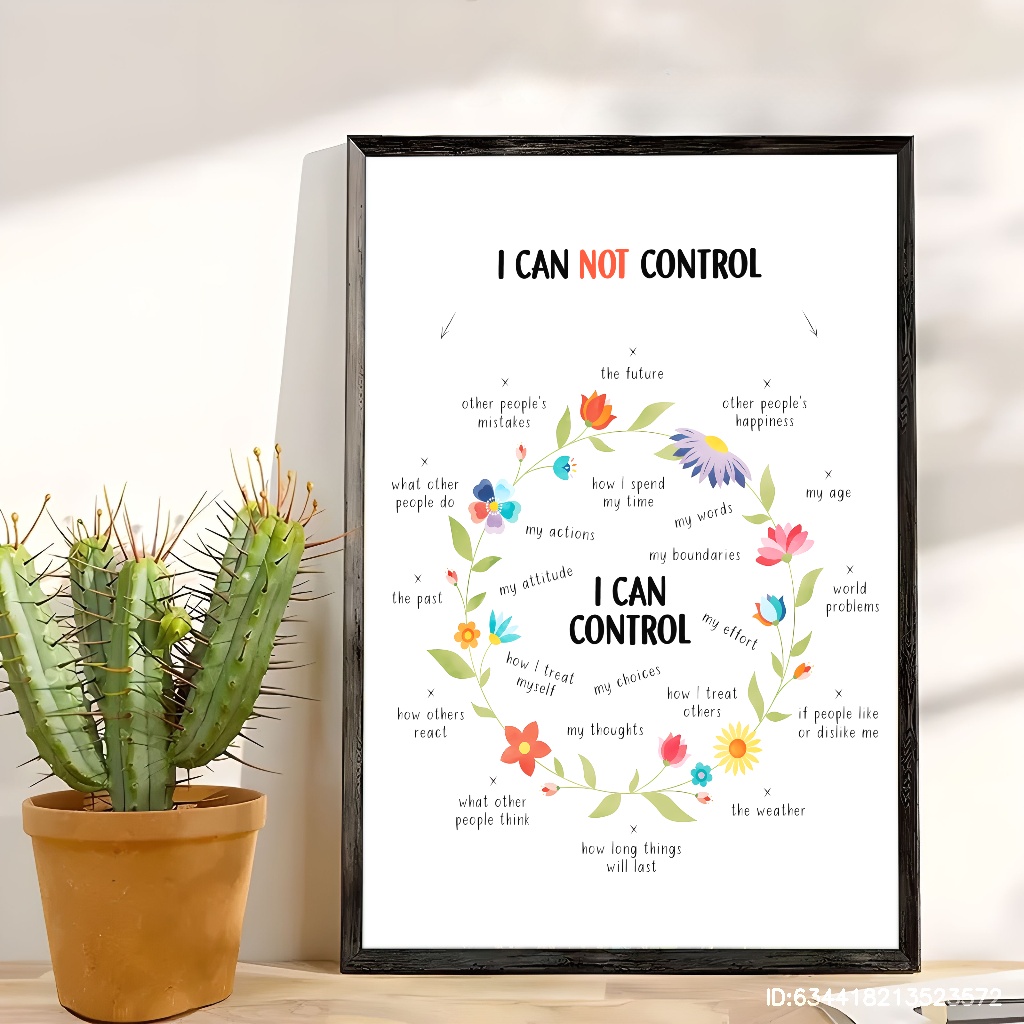 I CAN NOT CONTROL
the future
other people's
mistakes
other people's
happiness
what other
people do
my age
how I spend
my time
my words
my actions
my boundaries
the past
my attitude
I CAN
CONTROL
world
problems
my effort
how I treat
myself
my choices
how I treat
others
how others
react
if people like
or dislike me
my thoughts
what other
people think
the weather
how long things
will last
ID:634418213523572